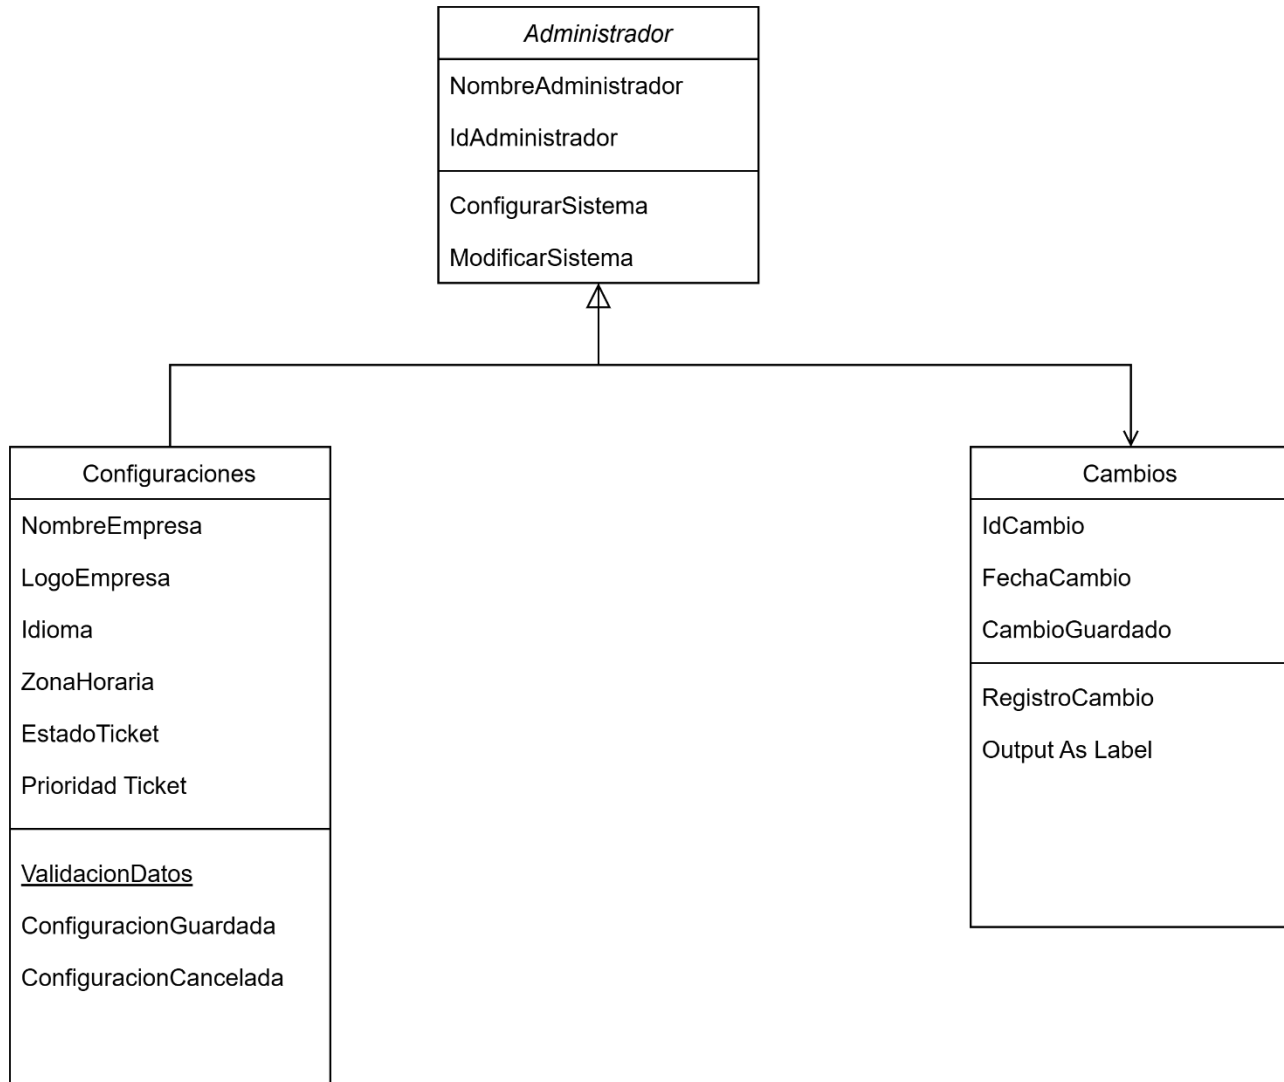 Administrador
NombreAdministrador
IdAdministrador
ConfigurarSistema
ModificarSistema
Configuraciones
NombreEmpresa
LogoEmpresa
Idioma
ZonaHoraria
EstadoTicket
Prioridad Ticket
ValidacionDatos
ConfiguracionGuardada
ConfiguracionCancelada
Cambios
IdCambio
FechaCambio
CambioGuardado
RegistroCambio
Output As Label